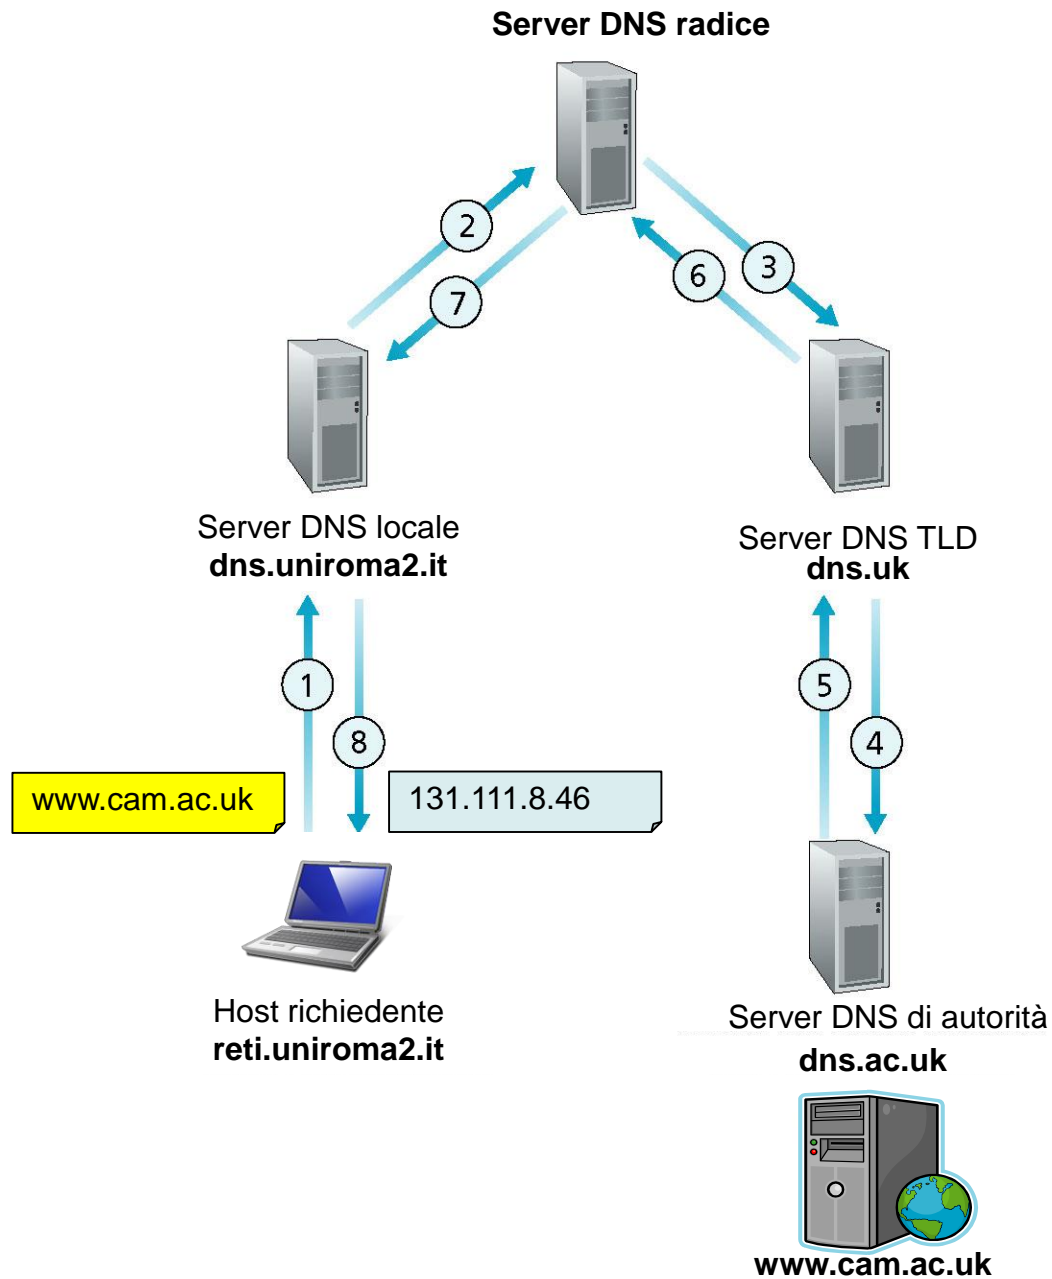 Server DNS radice
2
3
6
7
Server DNS locale
dns.uniroma2.it
Server DNS TLD
dns.uk
1
5
8
4
www.cam.ac.uk
131.111.8.46
Host richiedente
reti.uniroma2.it
Server DNS di autorità
dns.ac.uk
www.cam.ac.uk